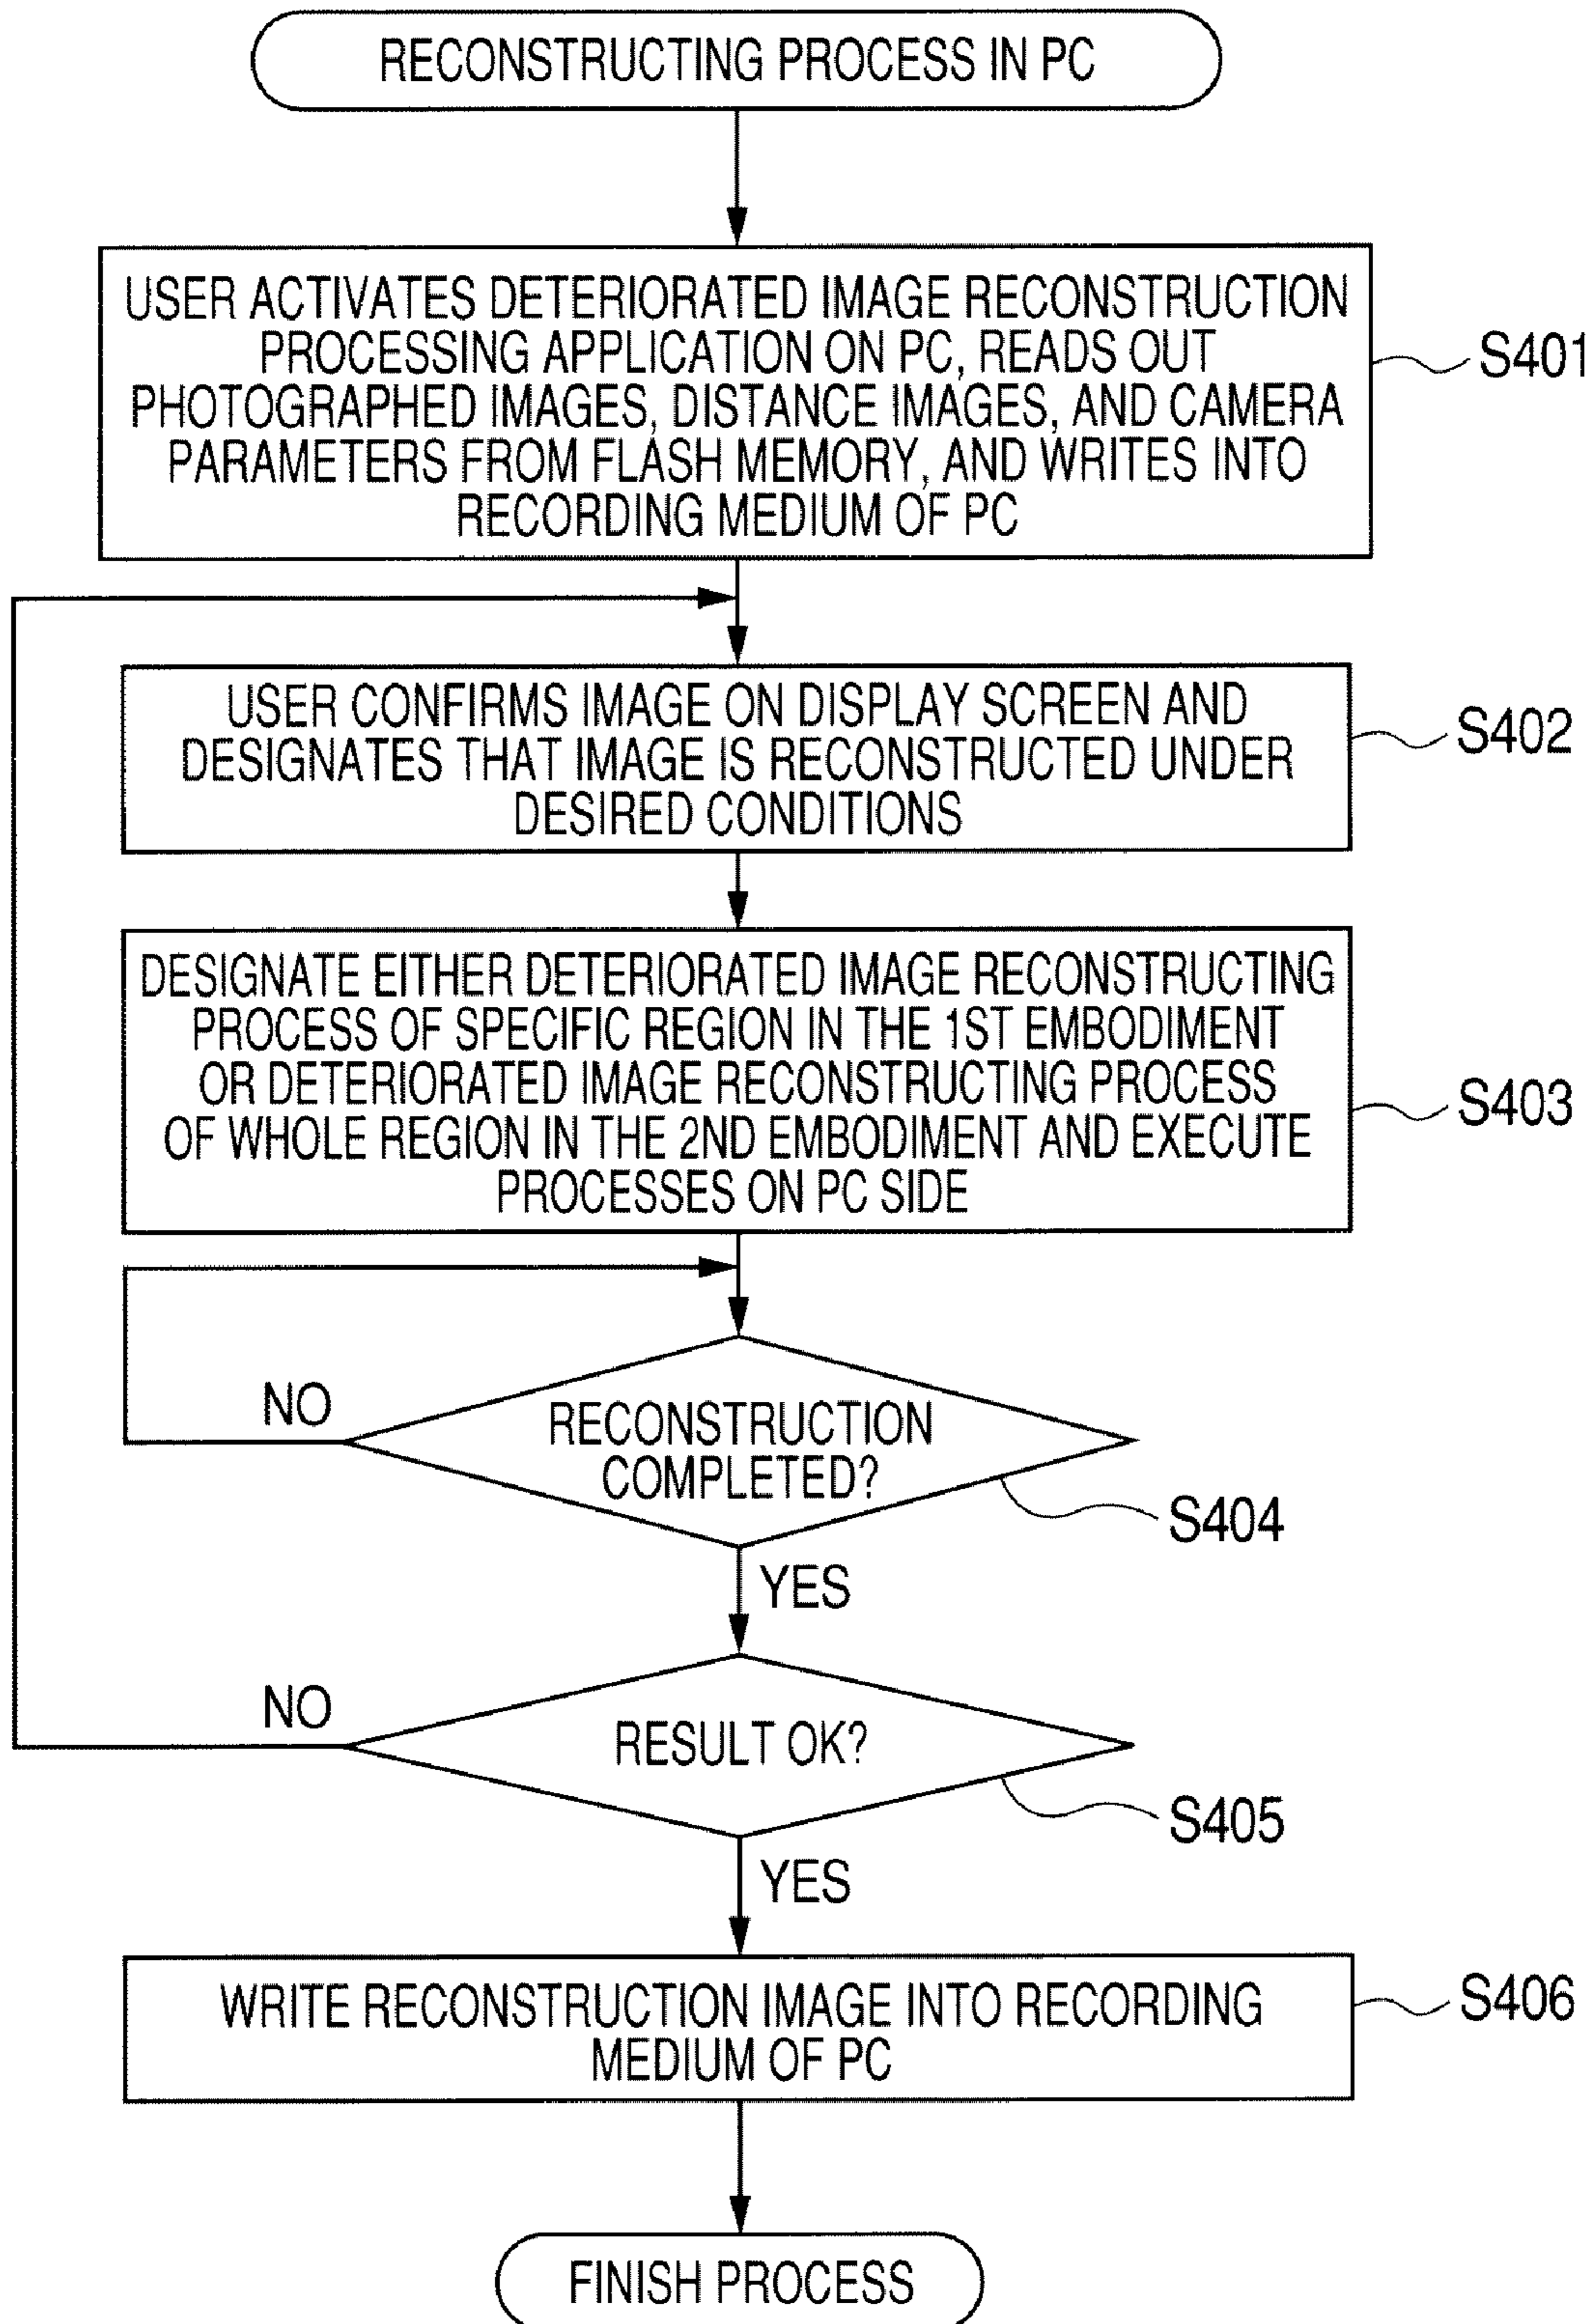 RECONSTRUCTING PROCESS IN PC
USER ACTIVATES DETERIORATED IMAGE RECONSTRUCTION
PROCESSING APPLICATION ON PC, READS OUT
PHOTOGRAPHED IMAGES, DISTANCE IMAGES, AND CAMERA
PARAMETERS FROM FLASH MEMORY, AND WRITES INTO
RECORDING MEDIUM OF PC
S401
USER CONFIRMS IMAGE ON DISPLAY SCREEN AND
DESIGNATES THAT IMAGE IS RECONSTRUCTED UNDER
DESIRED CONDITIONS
S402
DESIGNATE EITHER DETERIORATED IMAGE RECONSTRUCTING
PROCESS OF SPECIFIC REGION IN THE 1ST EMBODIMENT
OR DETERIORATED IMAGE RECONSTRUCTING PROCESS
OF WHOLE REGION IN THE 2ND EMBODIMENT AND EXECUTE
PROCESSES ON PC SIDE
S403
NO
RECONSTRUCTION
COMPLETED?
S404
YES
NO
RESULT OK?
S405
YES
WRITE RECONSTRUCTION IMAGE INTO RECORDING
MEDIUM OF PC
S406
FINISH PROCESS